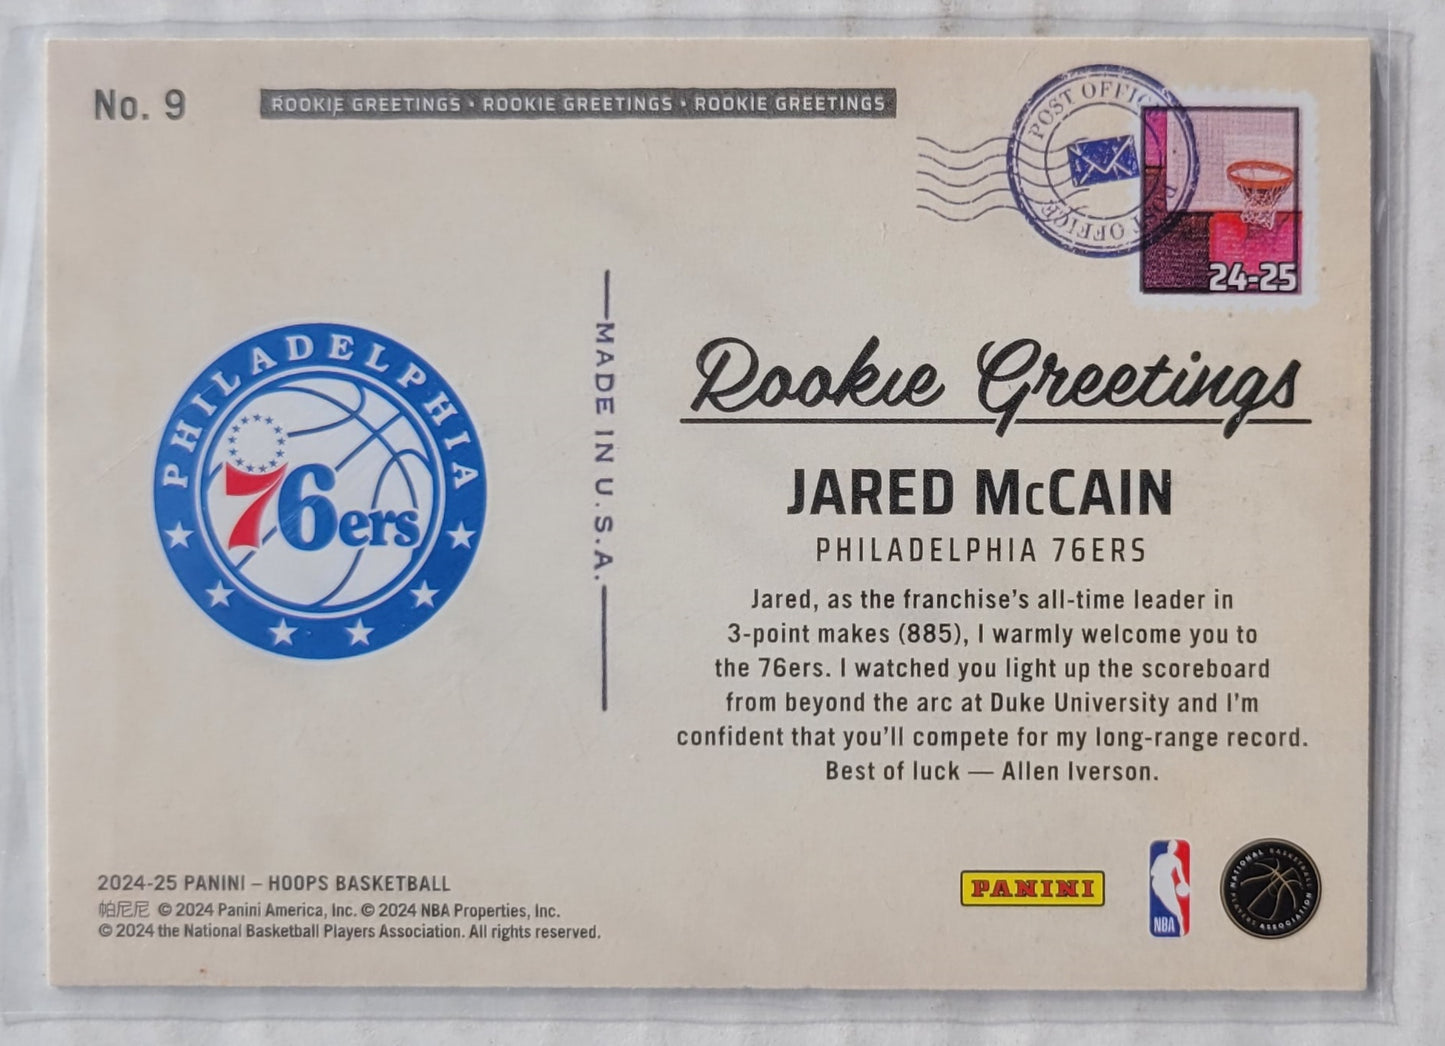 No. 9
ROOKIE GREETINGS • ROOKIE GREETINGS • ROOKIE GREETINGS
POST OFFIC
POST OFFICE
24-25
PHILADELPHIA
76ers
MADE IN U.S.A.
Rookie Greetings
JARED McCAIN
PHILADELPHIA 76ERS
Jared, as the franchise's all-time leader in
3-point makes (885), I warmly welcome you to
the 76ers. I watched you light up the scoreboard
from beyond the arc at Duke University and I'm
confident that you'll compete for my long-range record.
Best of luck — Allen Iverson.
2024-25 PANINI – HOOPS BASKETBALL
帕尼尼 © 2024 Panini America, Inc. © 2024 NBA Properties, Inc.
© 2024 the National Basketball Players Association. All rights reserved.
PANINI
NBA
NATIONAL BASKETBALL
PLAYERS ASSOCIATION